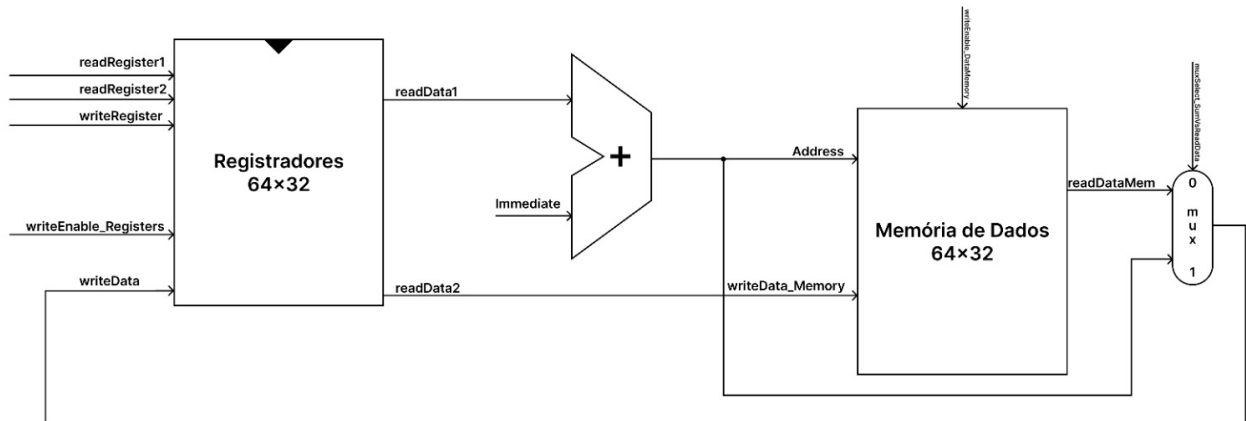 writeEnable_DataMemory
muxSelect_SumVsReadData
readRegister1
readRegister2
writeRegister
readData1
Registradores
64×32
+
Address
readDataMem
0
mux
1
Immediate
Memória de Dados
64×32
writeEnable_Registers
writeData
readData2
writeData_Memory